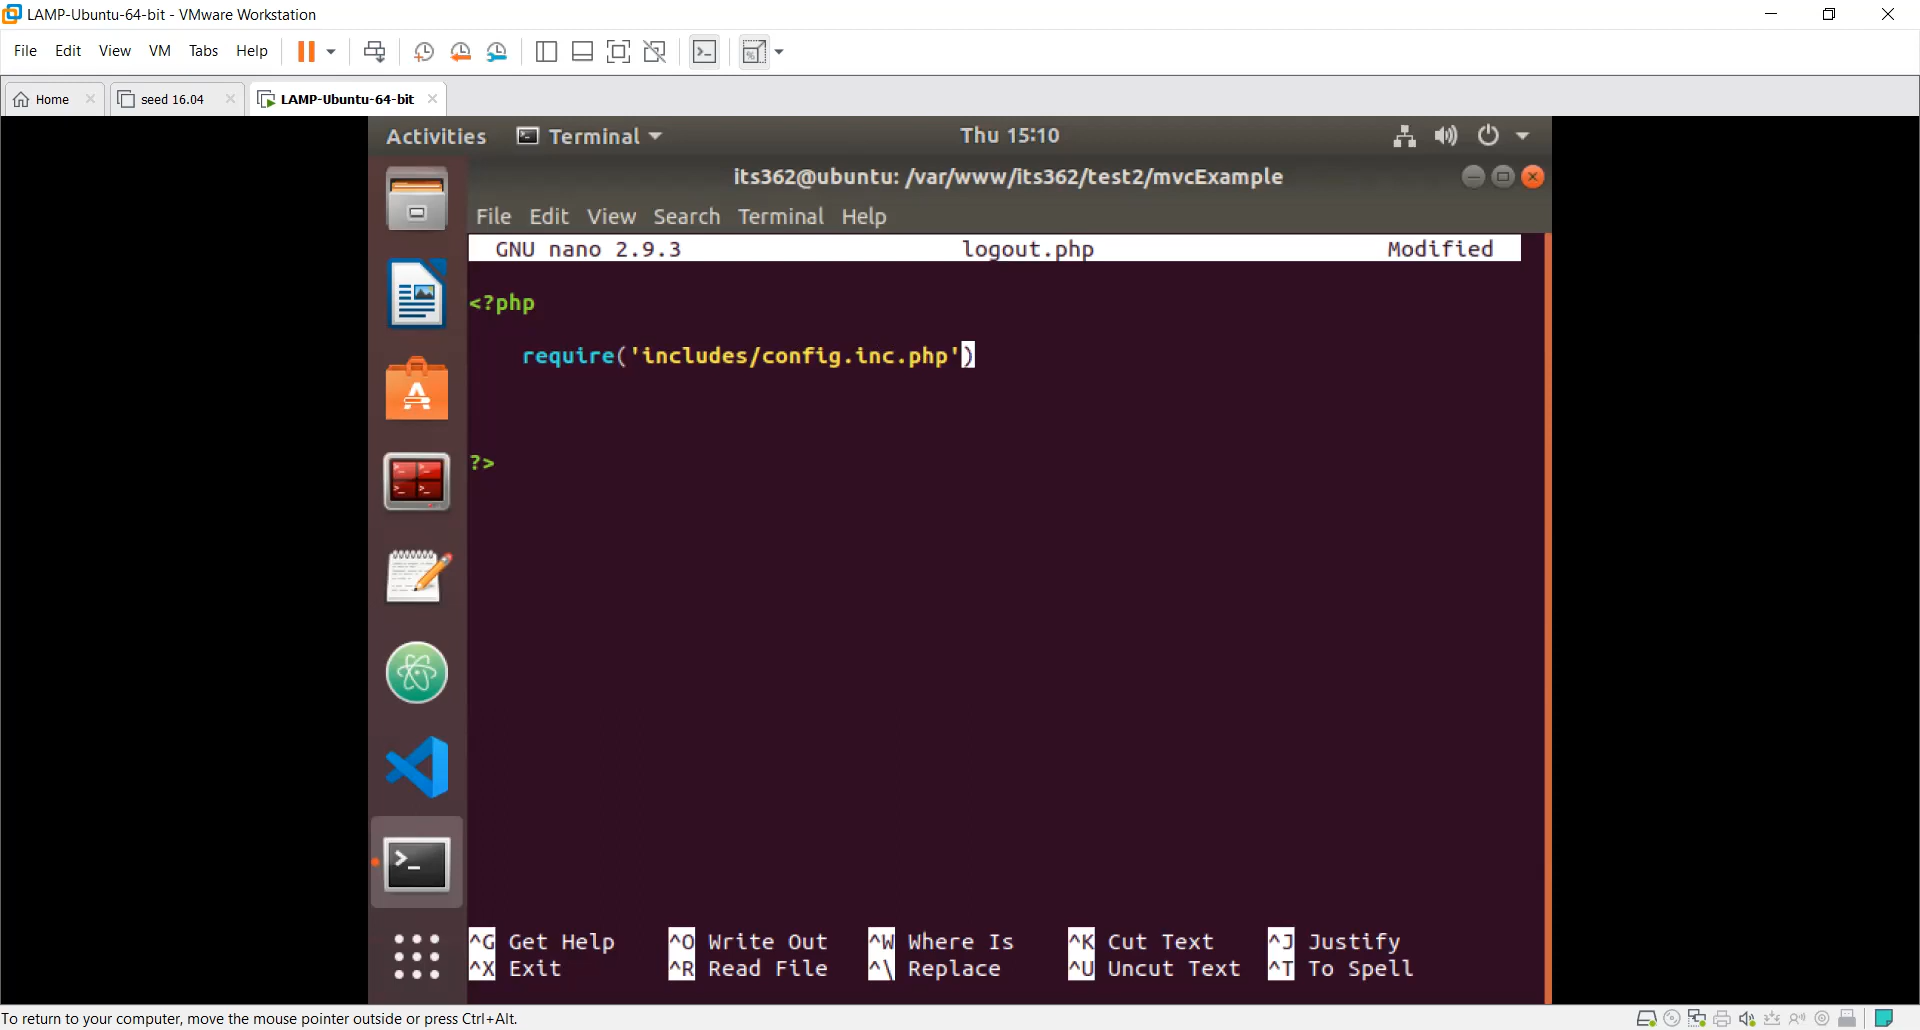 LAMP-Ubuntu-64-bit - VMware Workstation
File Edit View VM Tabs Help
Home seed 16.04 LAMP-Ubuntu-64-bit
Activities Terminal Thu 15:10
its362@ubuntu: /var/www/its362/test2/mvcExample
File Edit View Search Terminal Help
GNU nano 2.9.3 logout.php Modified
<?php
require('includes/config.inc.php')
?>
^G Get Help ^O Write Out ^W Where Is ^K Cut Text ^J Justify
^X Exit ^R Read File ^\ Replace ^U Uncut Text ^T To Spell
To return to your computer, move the mouse pointer outside or press Ctrl+Alt.